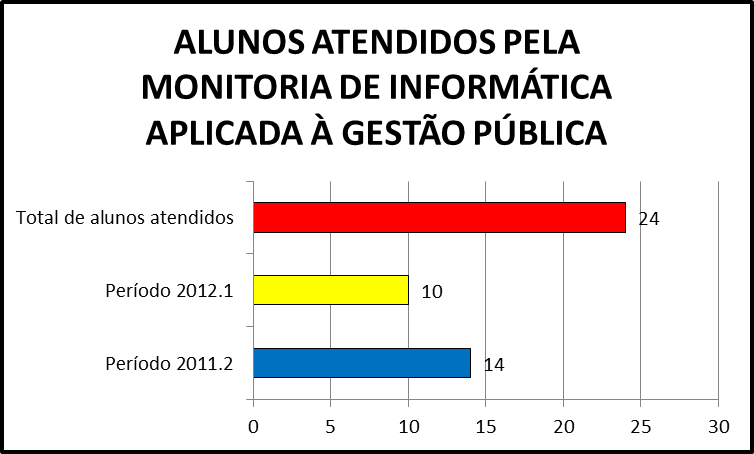 ALUNOS ATENDIDOS PELA
MONITORIA DE INFORMÁTICA
APLICADA À GESTÃO PÚBLICA
Total de alunos atendidos
24
Período 2012.1
10
Período 2011.2
14
0 5 10 15 20 25 30